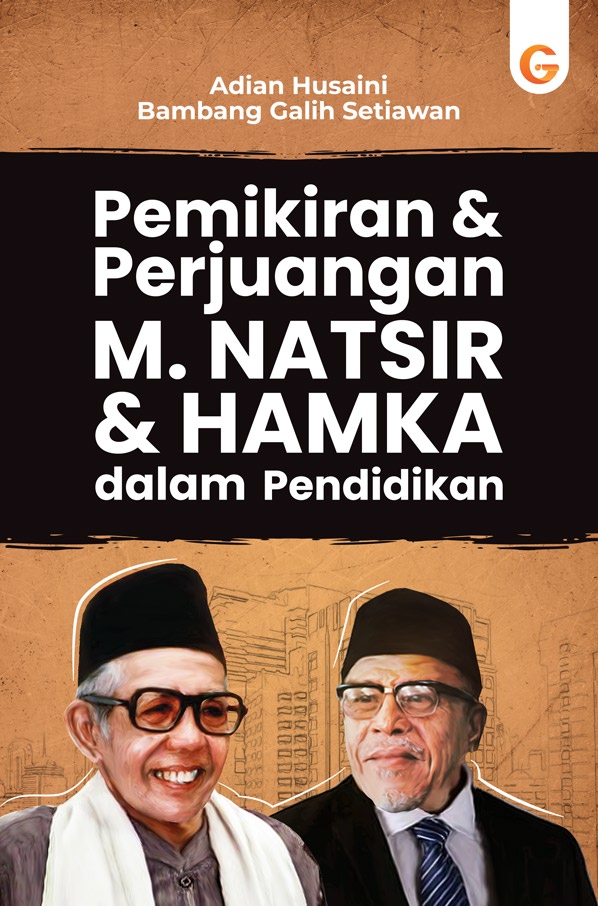 Adian Husaini
Bambang Galih Setiawan
Pemikiran &
Perjuangan
M. NATSIR
& HAMKA
dalam Pendidikan